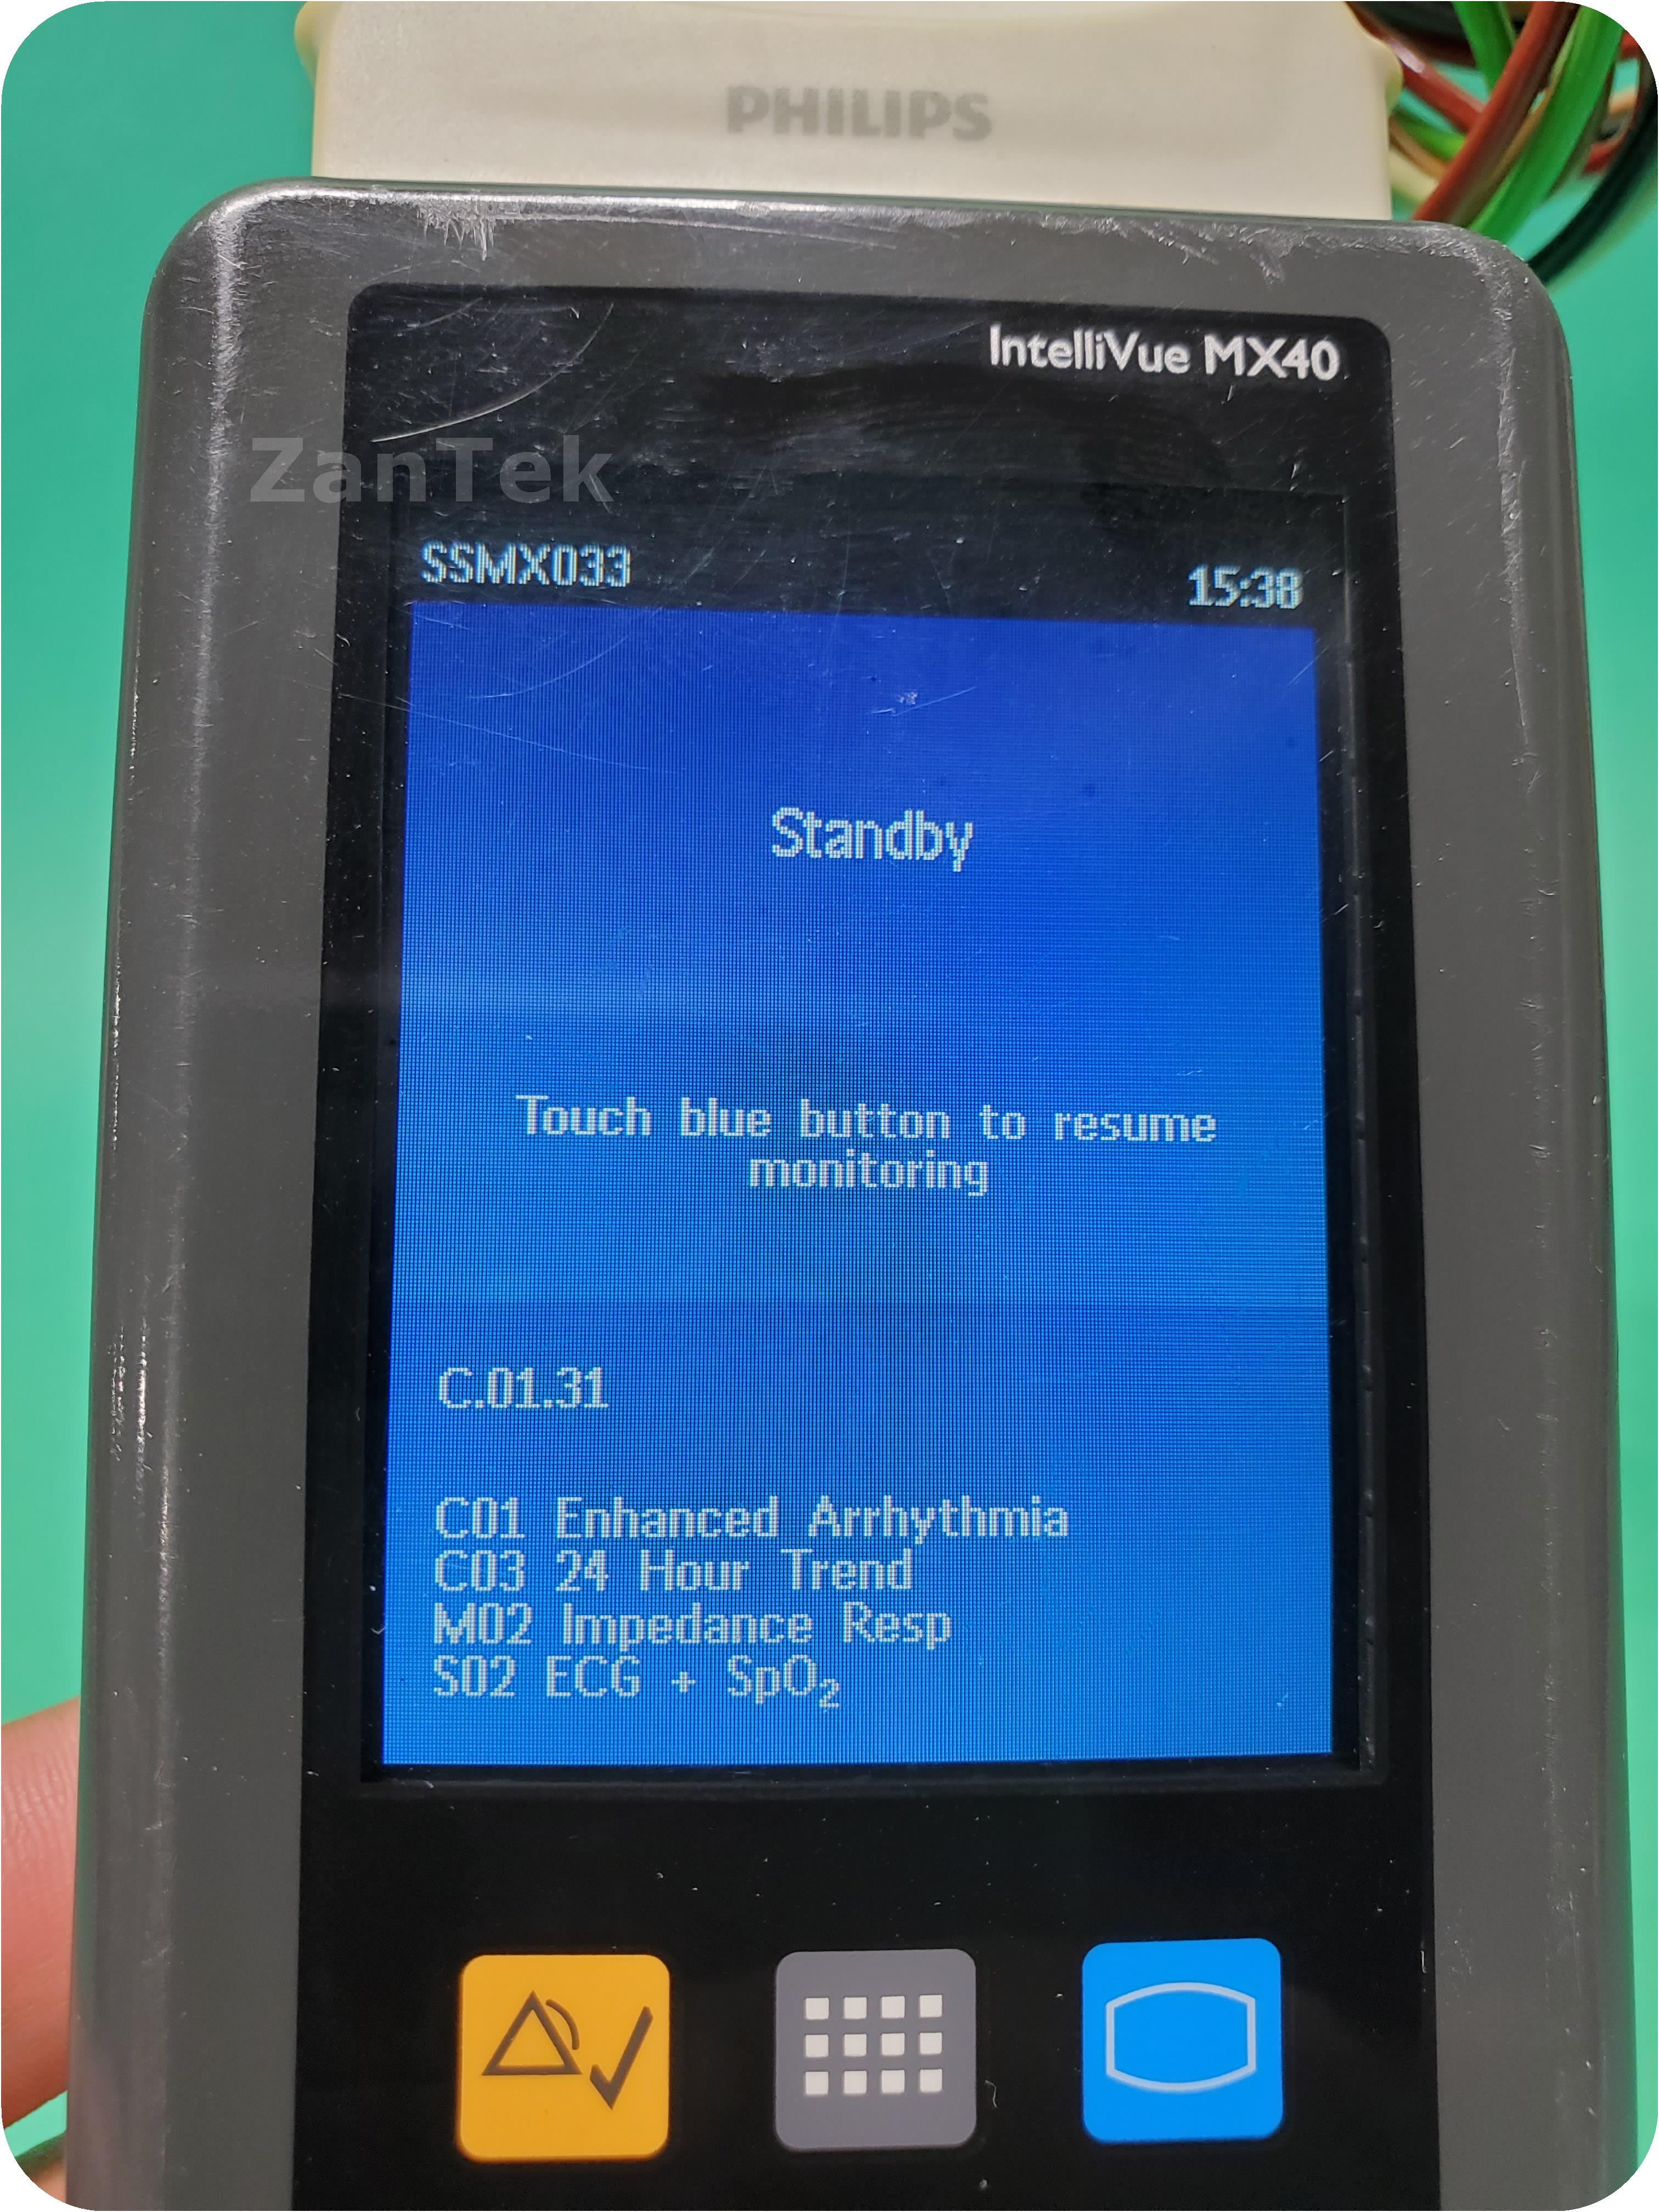 PHILIPS
IntelliVue MX40
ZanTek
SSMX033
15:38
Standby
Touch blue button to resume
monitoring
C.01.31
C01 Enhanced Arrhythmia
C03 24 Hour Trend
M02 Impedance Resp
S02 ECG + SpO₂